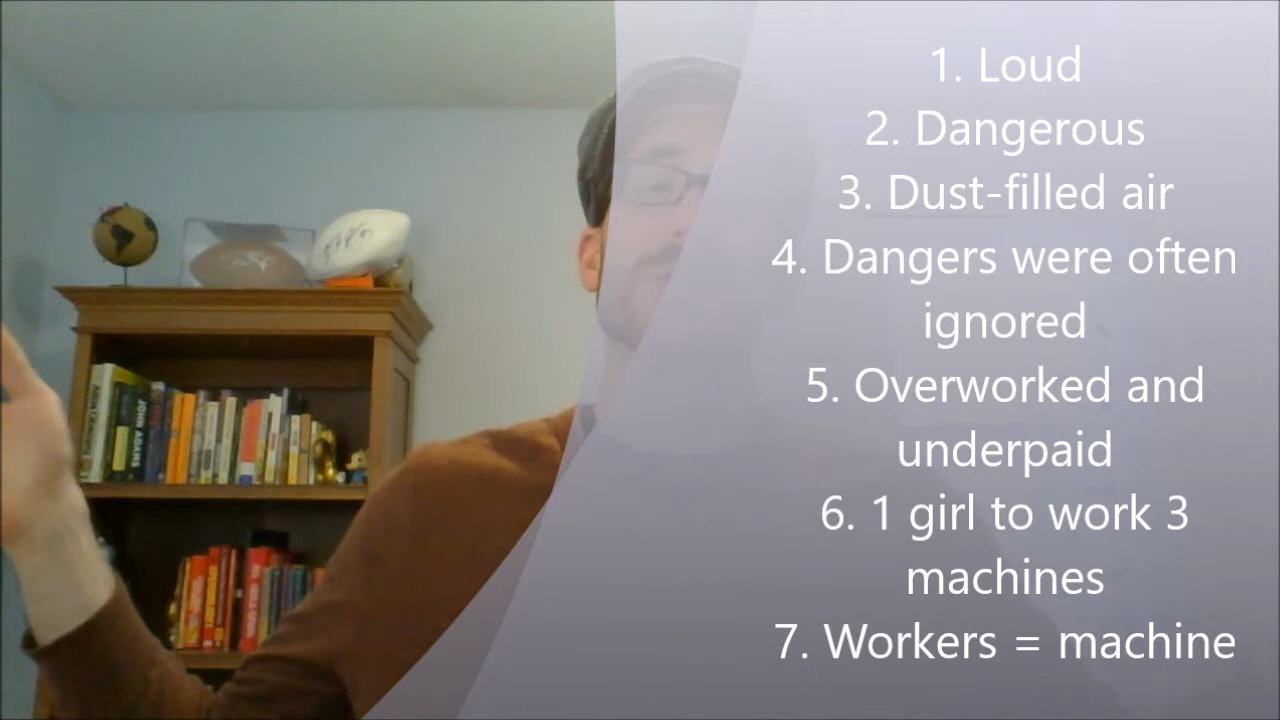 1. Loud
2. Dangerous
3. Dust-filled air
4. Dangers were often
ignored
5. Overworked and
underpaid
6. 1 girl to work 3
machines
7. Workers = machine
JOHN ADAMS